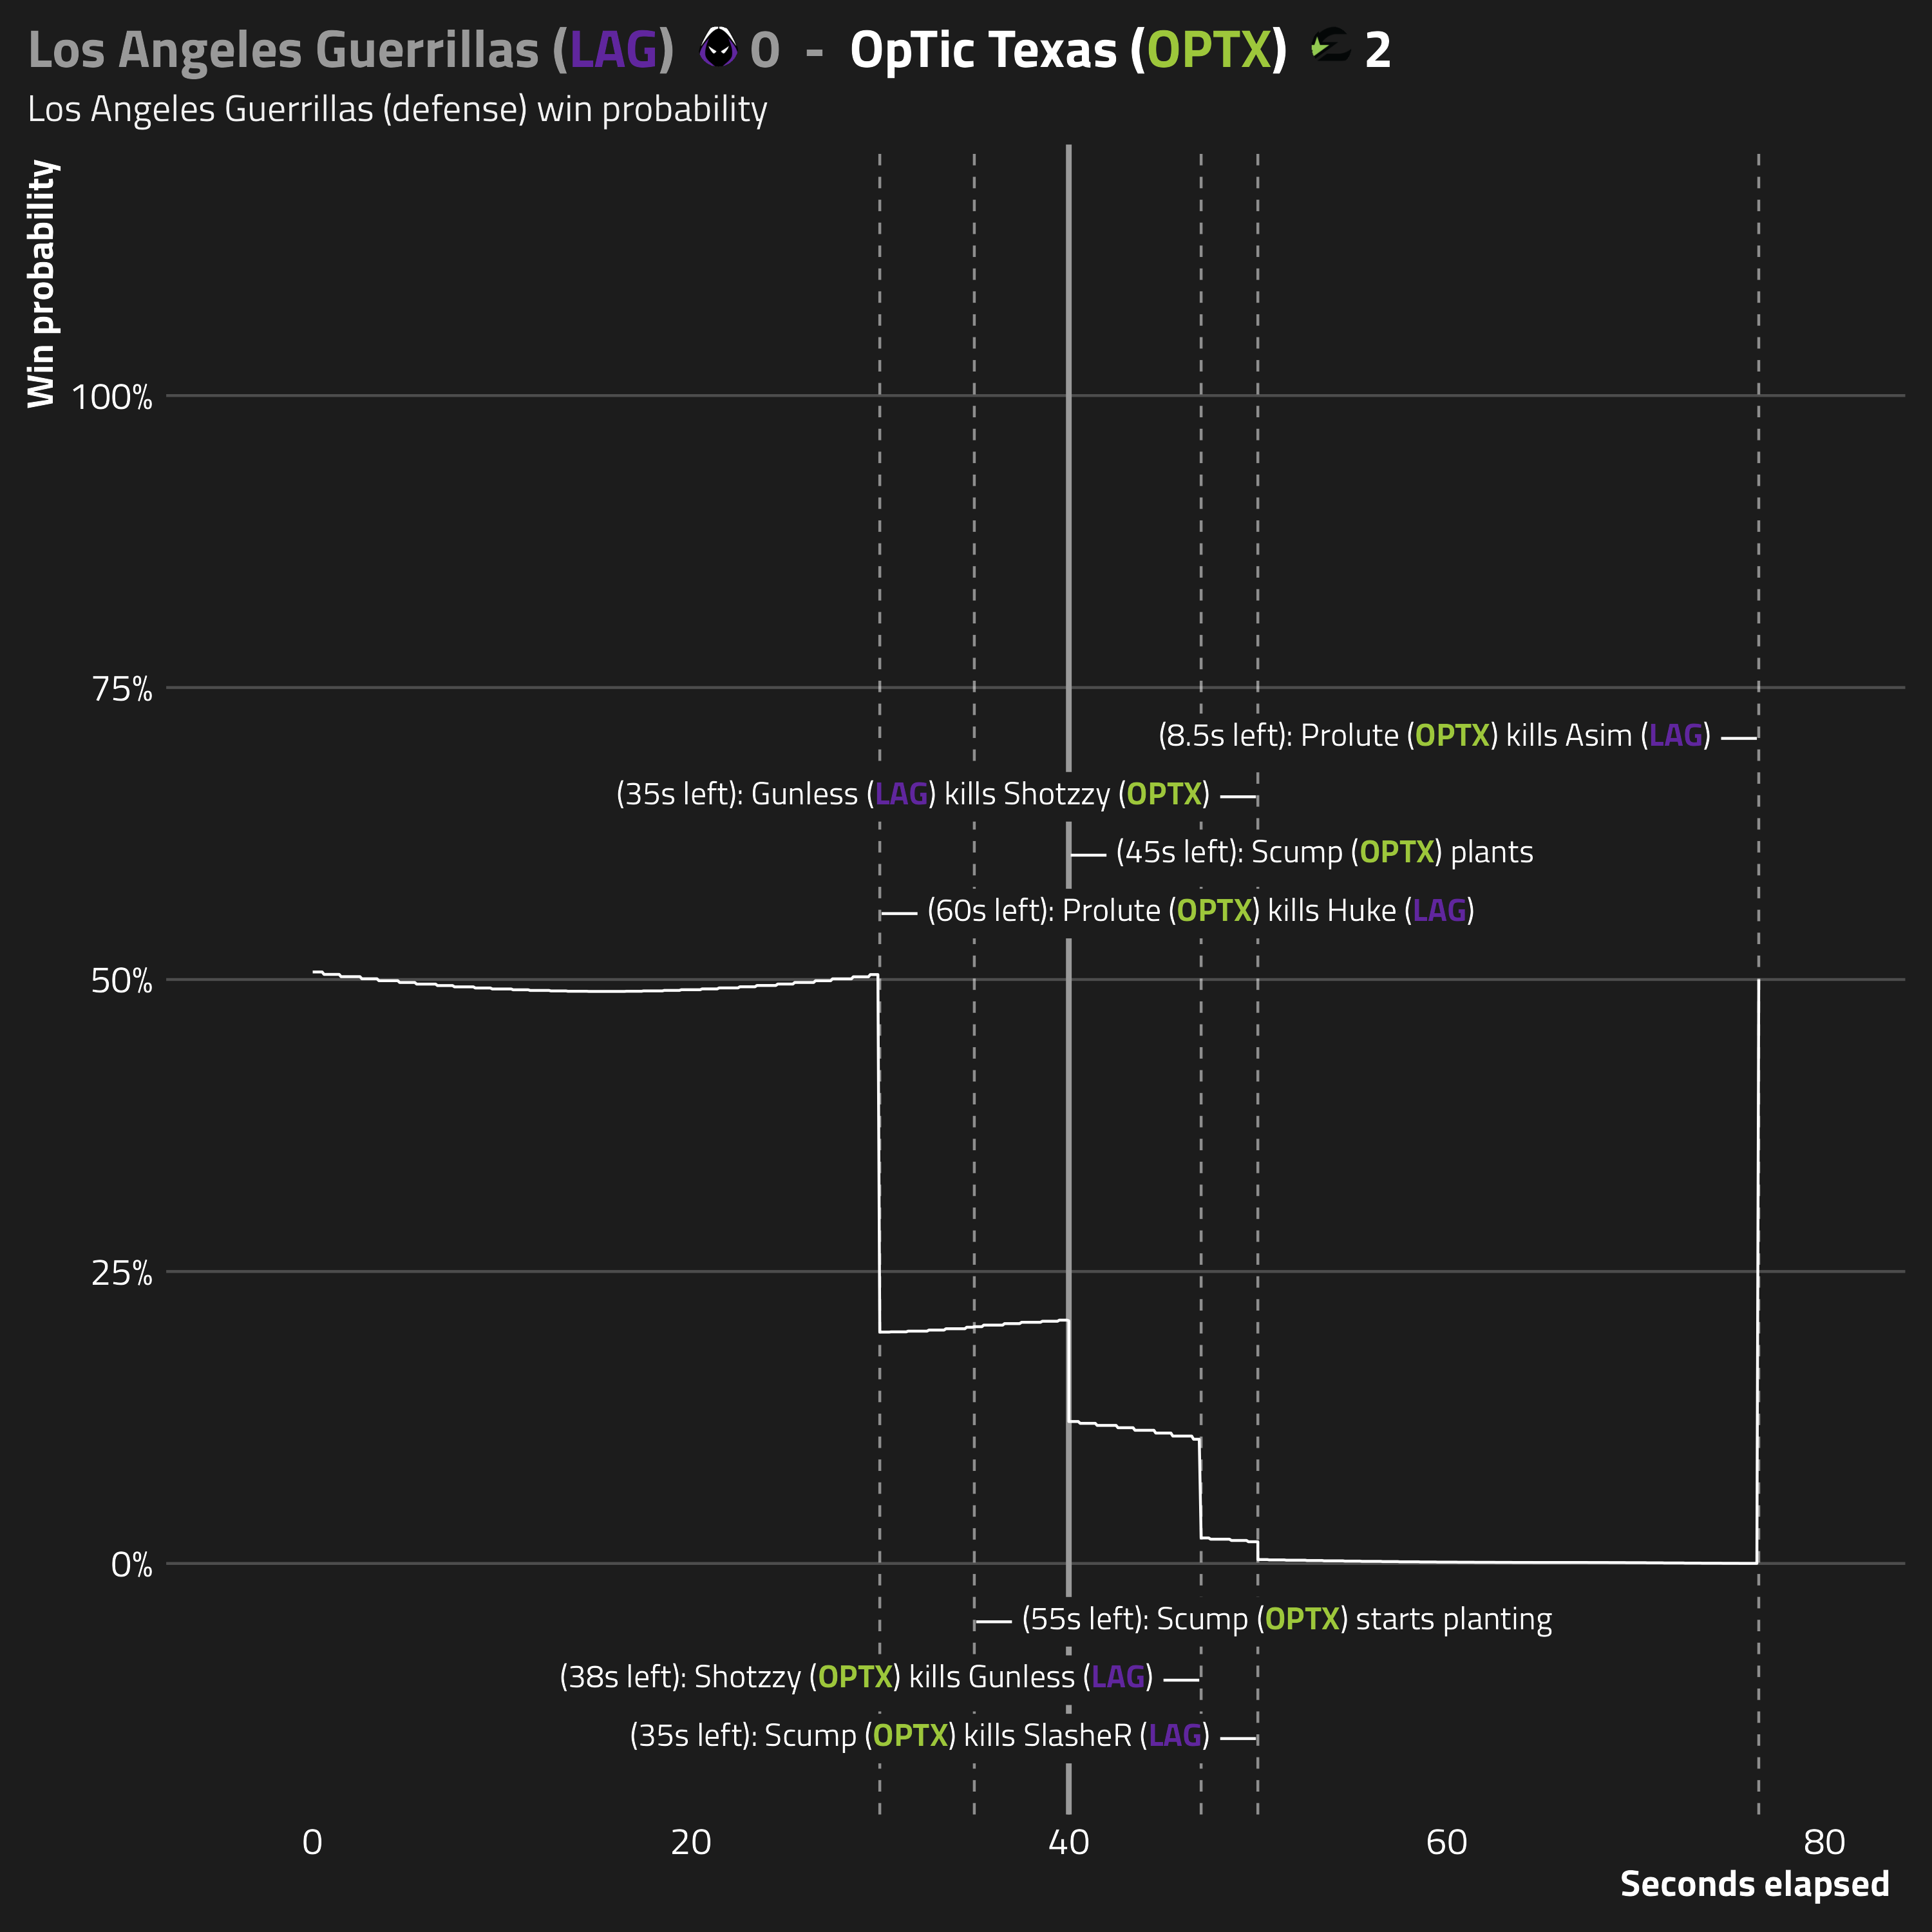 Los Angeles Guerrillas (LAG) 0 - OpTic Texas (OPTX) 2
Los Angeles Guerrillas (defense) win probability
Win probability
100%
75%
(8.5s left): Prolute (OPTX) kills Asim (LAG)
(35s left): Gunless (LAG) kills Shotzzy (OPTX)
(45s left): Scump (OPTX) plants
(60s left): Prolute (OPTX) kills Huke (LAG)
50%
25%
0%
(55s left): Scump (OPTX) starts planting
(38s left): Shotzzy (OPTX) kills Gunless (LAG)
(35s left): Scump (OPTX) kills SlasheR (LAG)
0 20 40 60 80
Seconds elapsed